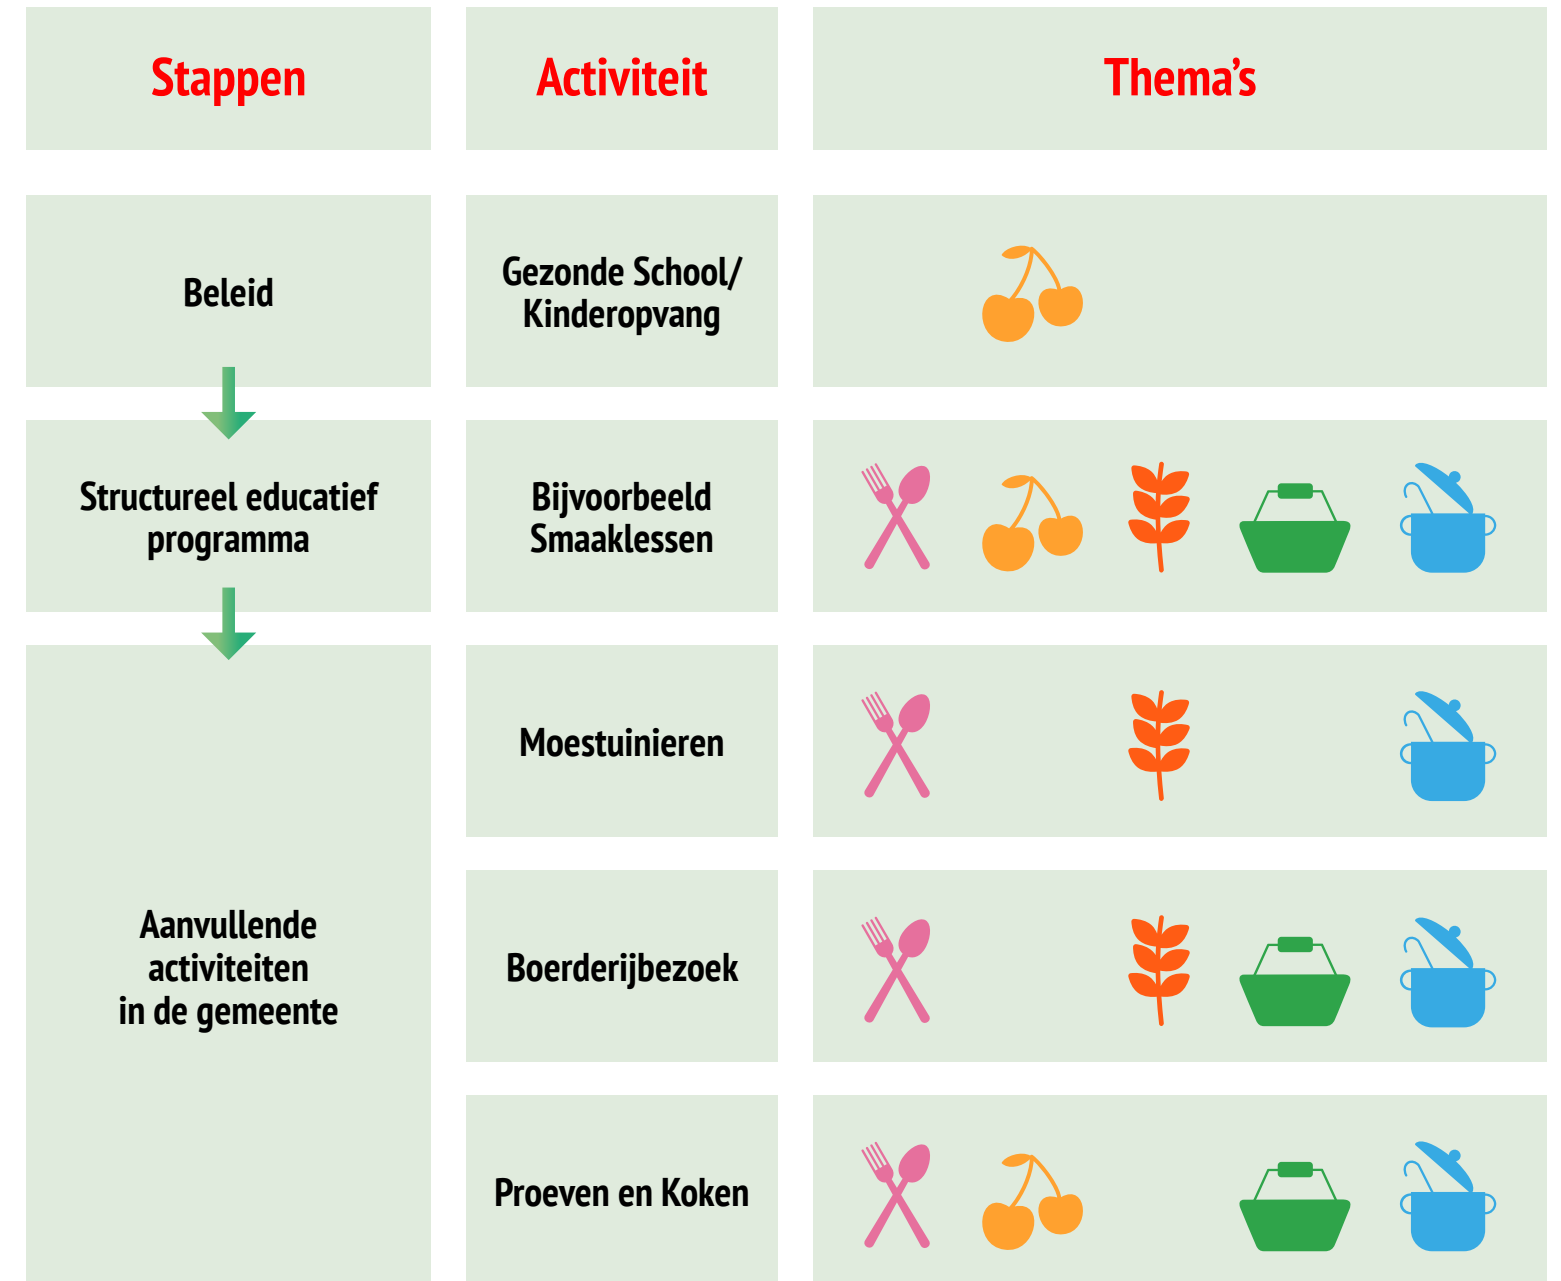 Stappen
Activiteit
Thema's
Beleid
Gezonde School/
Kinderopvang
Structureel educatief
programma
Bijvoorbeeld
Smaaklessen
Aanvullende
activiteiten
in de gemeente
Moestuinieren
Boerderijbezoek
Proeven en Koken